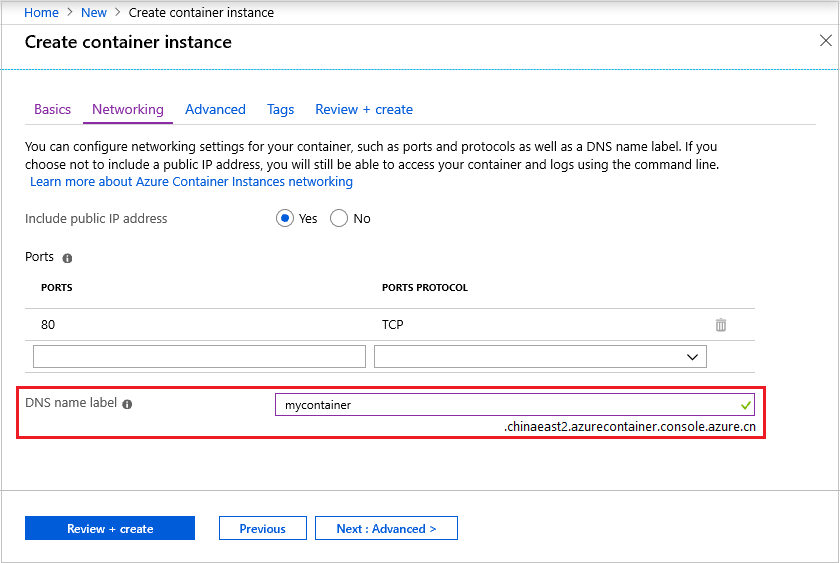 Home > New > Create container instance
Create container instance
Basics Networking Advanced Tags Review + create
You can configure networking settings for your container, such as ports and protocols as well as a DNS name label. If you
choose not to include a public IP address, you will still be able to access your container and logs using the command line.
Learn more about Azure Container Instances networking
Include public IP address Yes No
Ports
PORTS PORTS PROTOCOL
80 TCP
DNS name label mycontainer
.chinaeast2.azurecontainer.console.azure.cn
Review + create Previous Next : Advanced >